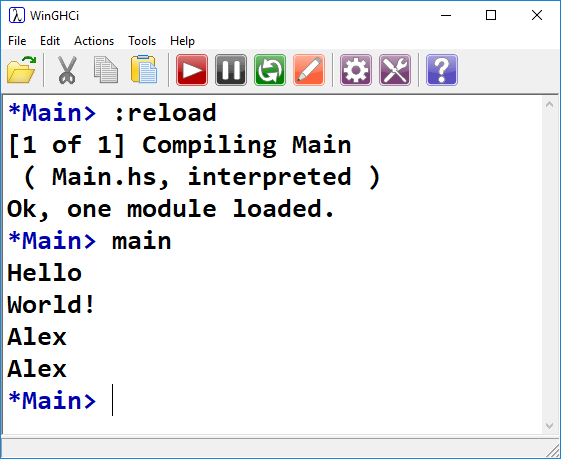 WinGHCi
File Edit Actions Tools Help
*Main> :reload
[1 of 1] Compiling Main
 ( Main.hs, interpreted )
Ok, one module loaded.
*Main> main
Hello
World!
Alex
Alex
*Main>